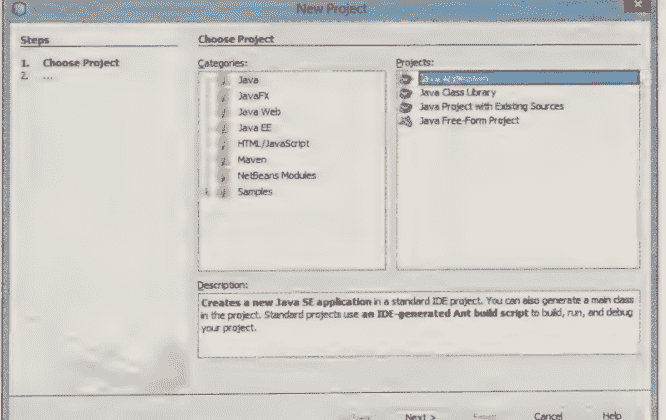 New Project
Steps
1. Choose Project
2. ...
Choose Project
Categories:
Java
JavaFX
Java Web
Java EE
HTML/JavaScript
Maven
NetBeans Modules
Samples
Projects:
Java Application
Java Class Library
Java Project with Existing Sources
Java Free-Form Project
Description:
Creates a new Java SE application in a standard IDE project. You can also generate a main class
in the project. Standard projects use an IDE-generated Ant build script to build, run, and debug
your project.
Next >
Cancel
Help